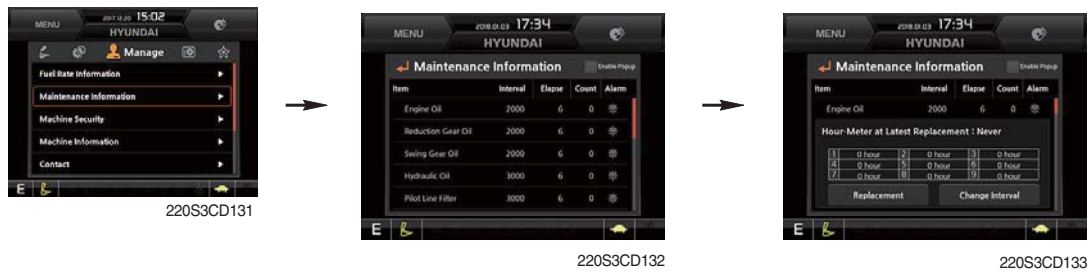 MENU
2017.12.20 15:02
HYUNDAI
Manage
Fuel Rate Information
Maintenance Information
Machine Security
Machine Information
Contact
E
220S3CD131
MENU
2018.01.03 17:34
HYUNDAI
Maintenance Information Enable Popup
Item Interval Elapse Count Alarm
Engine Oil 2000 6 0
Reduction Gear Oil 2000 6 0
Swing Gear Oil 2000 6 0
Hydraulic Oil 3000 6 0
Pilot Line Filter 3000 6 0
E
220S3CD132
MENU
2018.01.03 17:34
HYUNDAI
Maintenance Information Enable Popup
Item Interval Elapse Count Alarm
Engine Oil 2000 6 0
Hour-Meter at Latest Replacement : Never
1 0 hour 2 0 hour 3 0 hour
4 0 hour 5 0 hour 6 0 hour
7 0 hour 8 0 hour 9 0 hour
Replacement Change Interval
E
220S3CD133